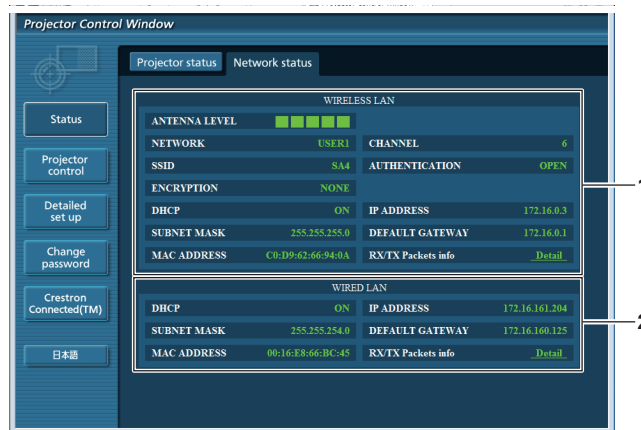 Projector Control Window
Projector status Network status
WIRELESS LAN
ANTENNA LEVEL
NETWORK USER1 CHANNEL 6
SSID SA4 AUTHENTICATION OPEN
ENCRYPTION NONE
DHCP ON IP ADDRESS 172.16.0.3
SUBNET MASK 255.255.255.0 DEFAULT GATEWAY 172.16.0.1
MAC ADDRESS C0:D9:62:66:94:0A RX/TX Packets info Detail
WIRED LAN
DHCP ON IP ADDRESS 172.16.161.204
SUBNET MASK 255.255.254.0 DEFAULT GATEWAY 172.16.160.125
MAC ADDRESS 00:16:E8:66:BC:45 RX/TX Packets info Detail
Status
Projector
control
Detailed
set up
Change
password
Crestron
Connected(TM)
日本語
1
2